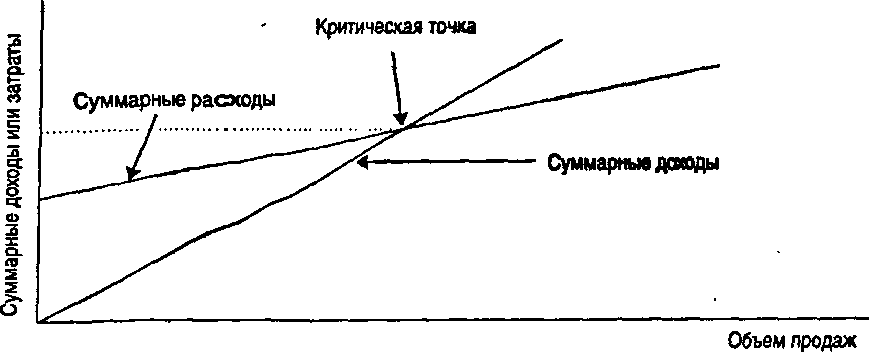 Критическая точка
Суммарные расходы
Суммарные доходы
Суммарные доходы или затраты
Объем продаж